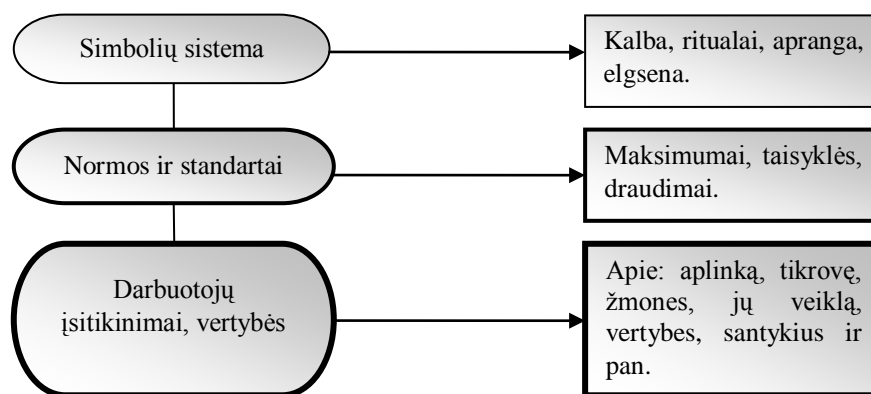 Simbolių sistema
Kalba, ritualai, apranga,
elgsena.
Normos ir standartai
Maksimumai, taisyklės,
draudimai.
Darbuotojų
įsitikinimai, vertybės
Apie: aplinką, tikrovę,
žmones, jų veiklą,
vertybes, santykius ir
pan.